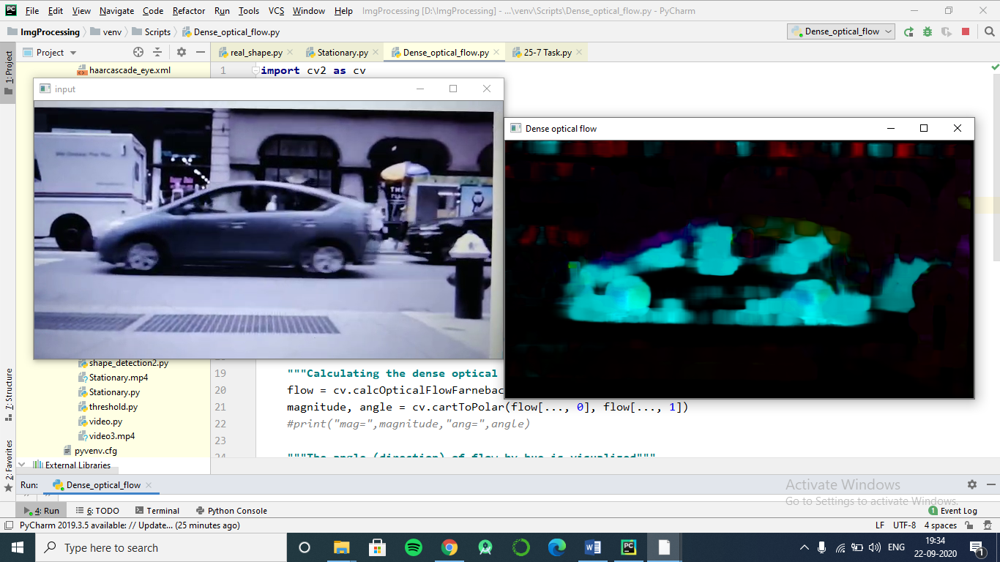 PC File Edit View Navigate Code Refactor Run Tools VCS Window Help ImgProcessing [D:\ImgProcessing] - ...\venv\Scripts\Dense_optical_flow.py - PyCharm
ImgProcessing venv Scripts Dense_optical_flow.py Dense_optical_flow
1: Project
Project
real_shape.py Stationary.py Dense_optical_flow.py 25-7 Task.py
haarcascade_eye.xml
1 import cv2 as cv
input
Dense optical flow
THE
shape_detection2.py
Stationary.mp4
Stationary.py
threshold.py
video.py
video3.mp4
pyvenv.cfg
External Libraries
19 """Calculating the dense optical
20 flow = cv.calcOpticalFlowFarneback
21 magnitude, angle = cv.cartToPolar(flow[..., 0], flow[..., 1])
22 #print("mag=",magnitude,"ang=",angle)
23
24 """The angle (direction) of flow by hue is visualized"""
7: Structure
2: Favorites
Run: Dense_optical_flow
Activate Windows
Go to Settings to activate Windows.
4: Run 6: TODO Terminal Python Console 1 Event Log
PyCharm 2019.3.5 available: // Update... (25 minutes ago) LF UTF-8 4 spaces
Type here to search
ENG
19:34
22-09-2020
1